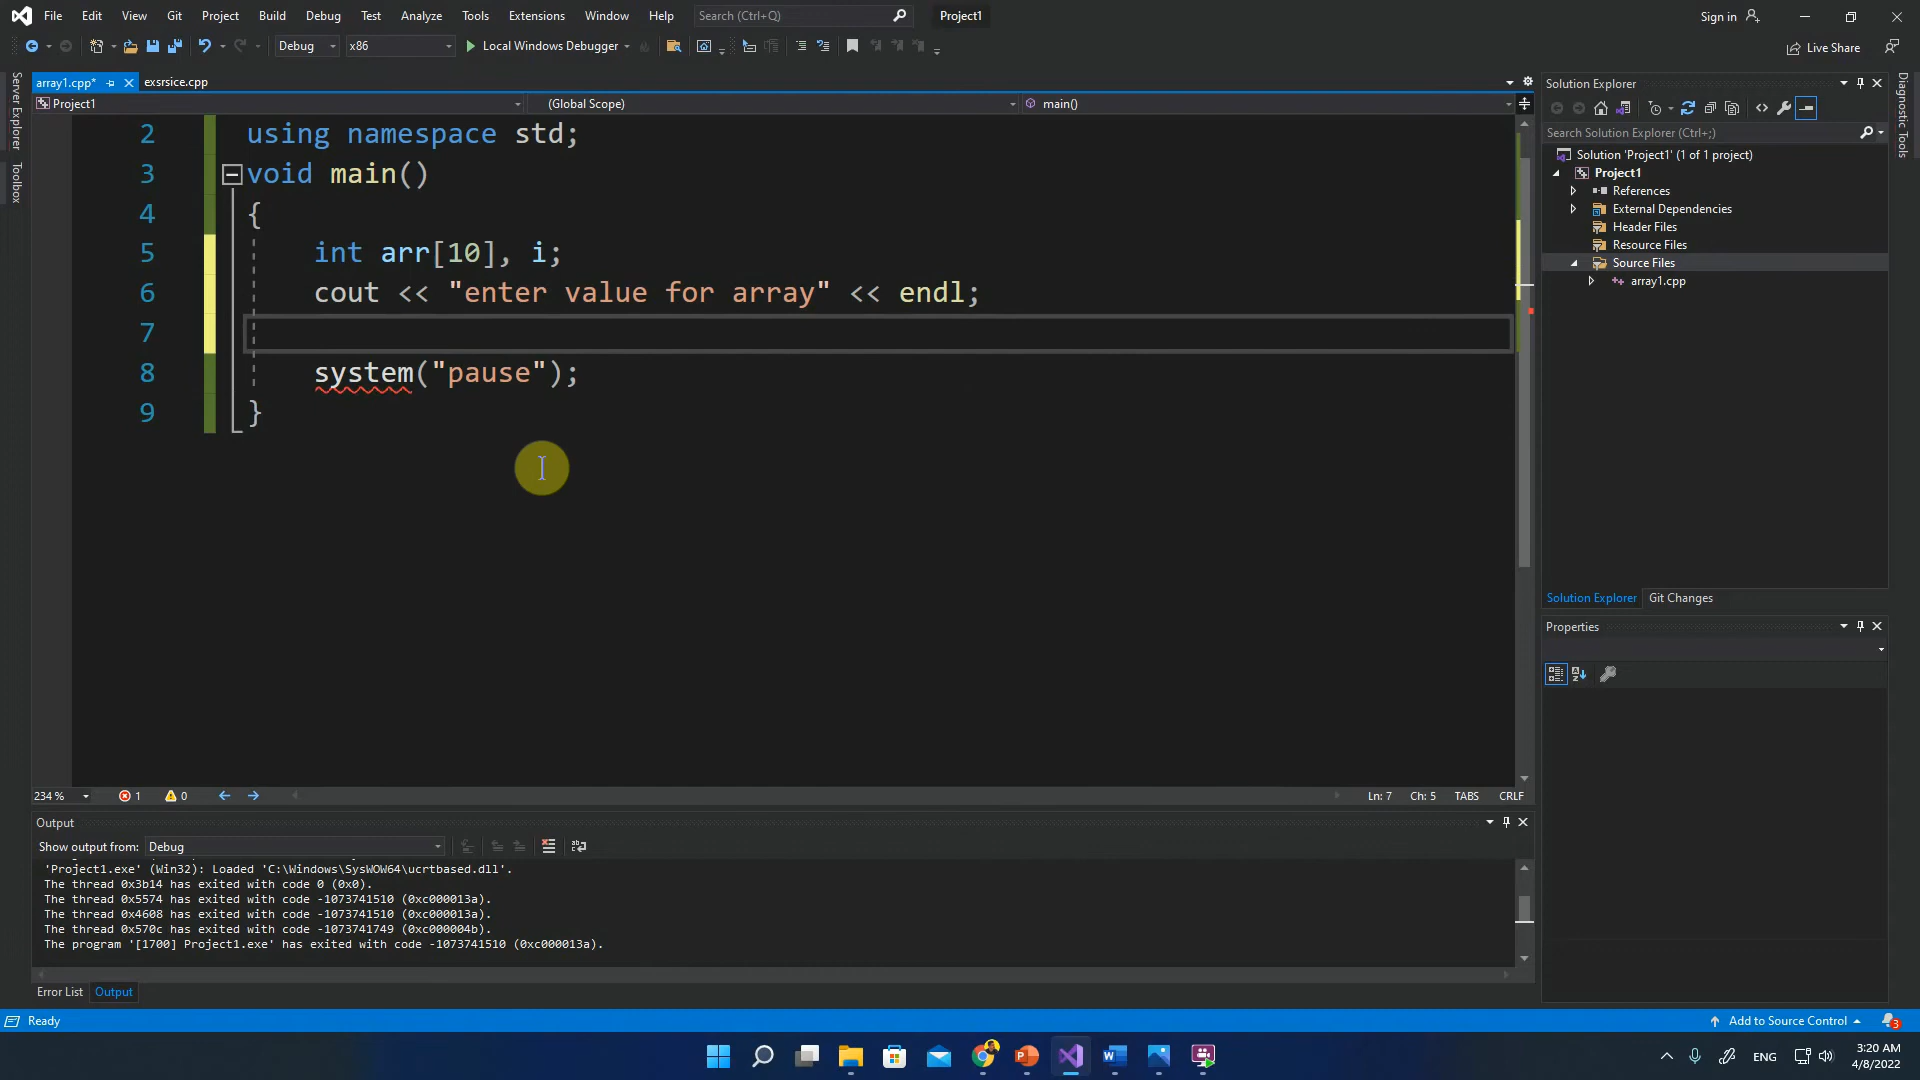 File Edit View Git Project Build Debug Test Analyze Tools Extensions Window Help Search (Ctrl+Q) Project1 Sign in
Debug x86 Local Windows Debugger Live Share
array1.cpp* exsrsice.cpp
Project1 (Global Scope) main()
2 using namespace std;
3 void main()
4 {
5 int arr[10], i;
6 cout << "enter value for array" << endl;
7
8 system("pause");
9 }
234 % 1 0 Ln: 7 Ch: 5 TABS CRLF
Output
Show output from: Debug
'Project1.exe' (Win32): Loaded 'C:\Windows\SysWOW64\ucrtbased.dll'.
The thread 0x3b14 has exited with code 0 (0x0).
The thread 0x5574 has exited with code -1073741510 (0xc000013a).
The thread 0x4608 has exited with code -1073741510 (0xc000013a).
The thread 0x570c has exited with code -1073741749 (0xc000004b).
The program '[1700] Project1.exe' has exited with code -1073741510 (0xc000013a).
Error List Output
Server Explorer
Toolbox
Solution Explorer
Search Solution Explorer (Ctrl+;)
Solution 'Project1' (1 of 1 project)
Project1
References
External Dependencies
Header Files
Resource Files
Source Files
array1.cpp
Solution Explorer Git Changes
Properties
Diagnostic Tools
Ready Add to Source Control 3
ENG 3:20 AM
4/8/2022